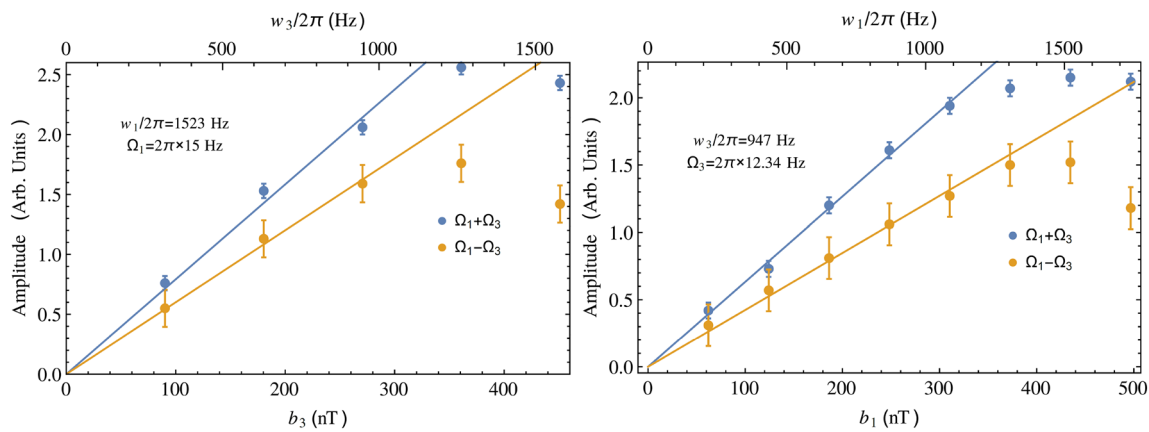 w₃/2π (Hz)
0 500 1000 1500
2.5
2.0
1.5
1.0
0.5
0.0
Amplitude (Arb. Units)
w₁/2π=1523 Hz
Ω₁=2π×15 Hz
Ω₁+Ω₃
Ω₁−Ω₃
0 100 200 300 400
b₃ (nT)
w₁/2π (Hz)
0 500 1000 1500
2.0
1.5
1.0
0.5
0.0
Amplitude (Arb. Units)
w₃/2π=947 Hz
Ω₃=2π×12.34 Hz
Ω₁+Ω₃
Ω₁−Ω₃
0 100 200 300 400 500
b₁ (nT)